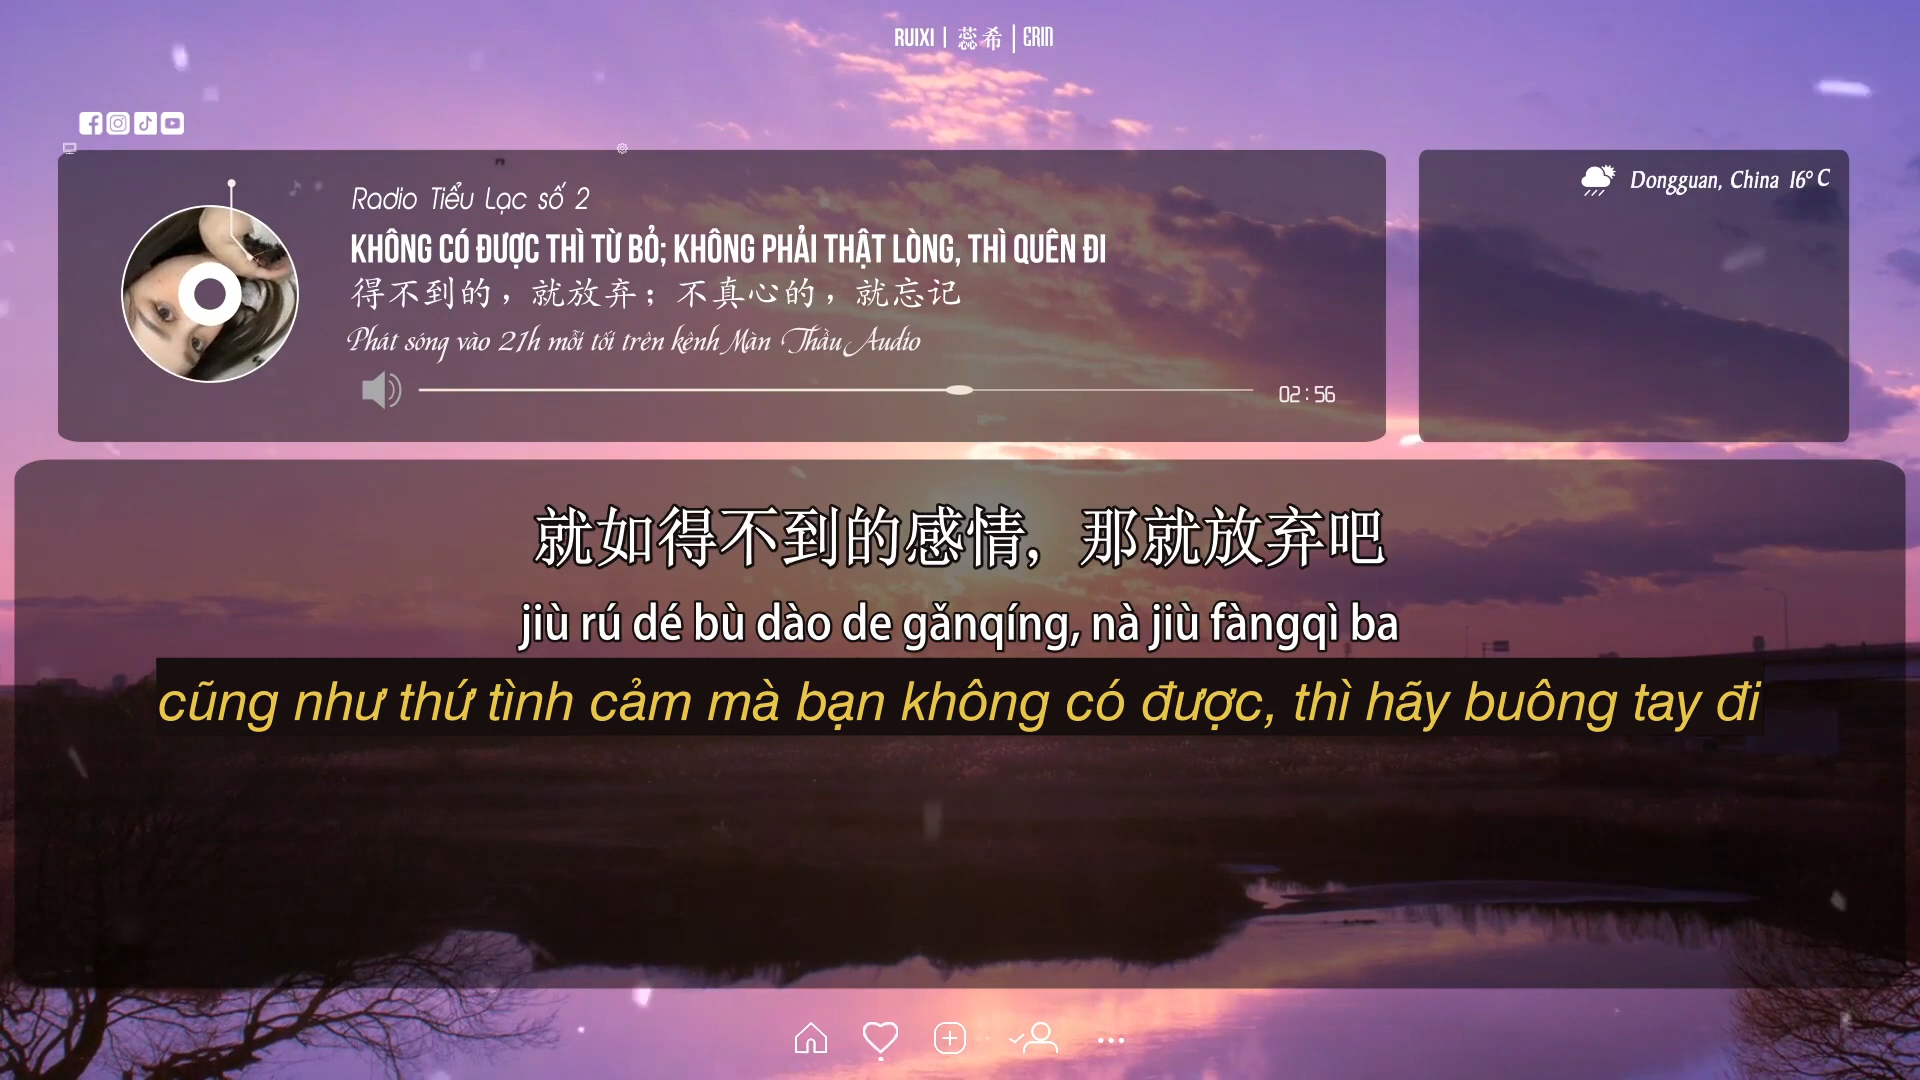 RUIXI | 蕊希 | ERIN
Dongguan, China 16° C
Radio Tiểu Lạc số 2
KHÔNG CÓ ĐƯỢC THÌ TỪ BỎ; KHÔNG PHẢI THẬT LÒNG, THÌ QUÊN ĐI
得不到的，就放弃；不真心的，就忘记
Phát sóng vào 21h mỗi tối trên kênh Màn Thầu Audio
02:56
就如得不到的感情，那就放弃吧
jiù rú dé bù dào de gǎnqíng, nà jiù fàngqì ba
cũng như thứ tình cảm mà bạn không có được, thì hãy buông tay đi